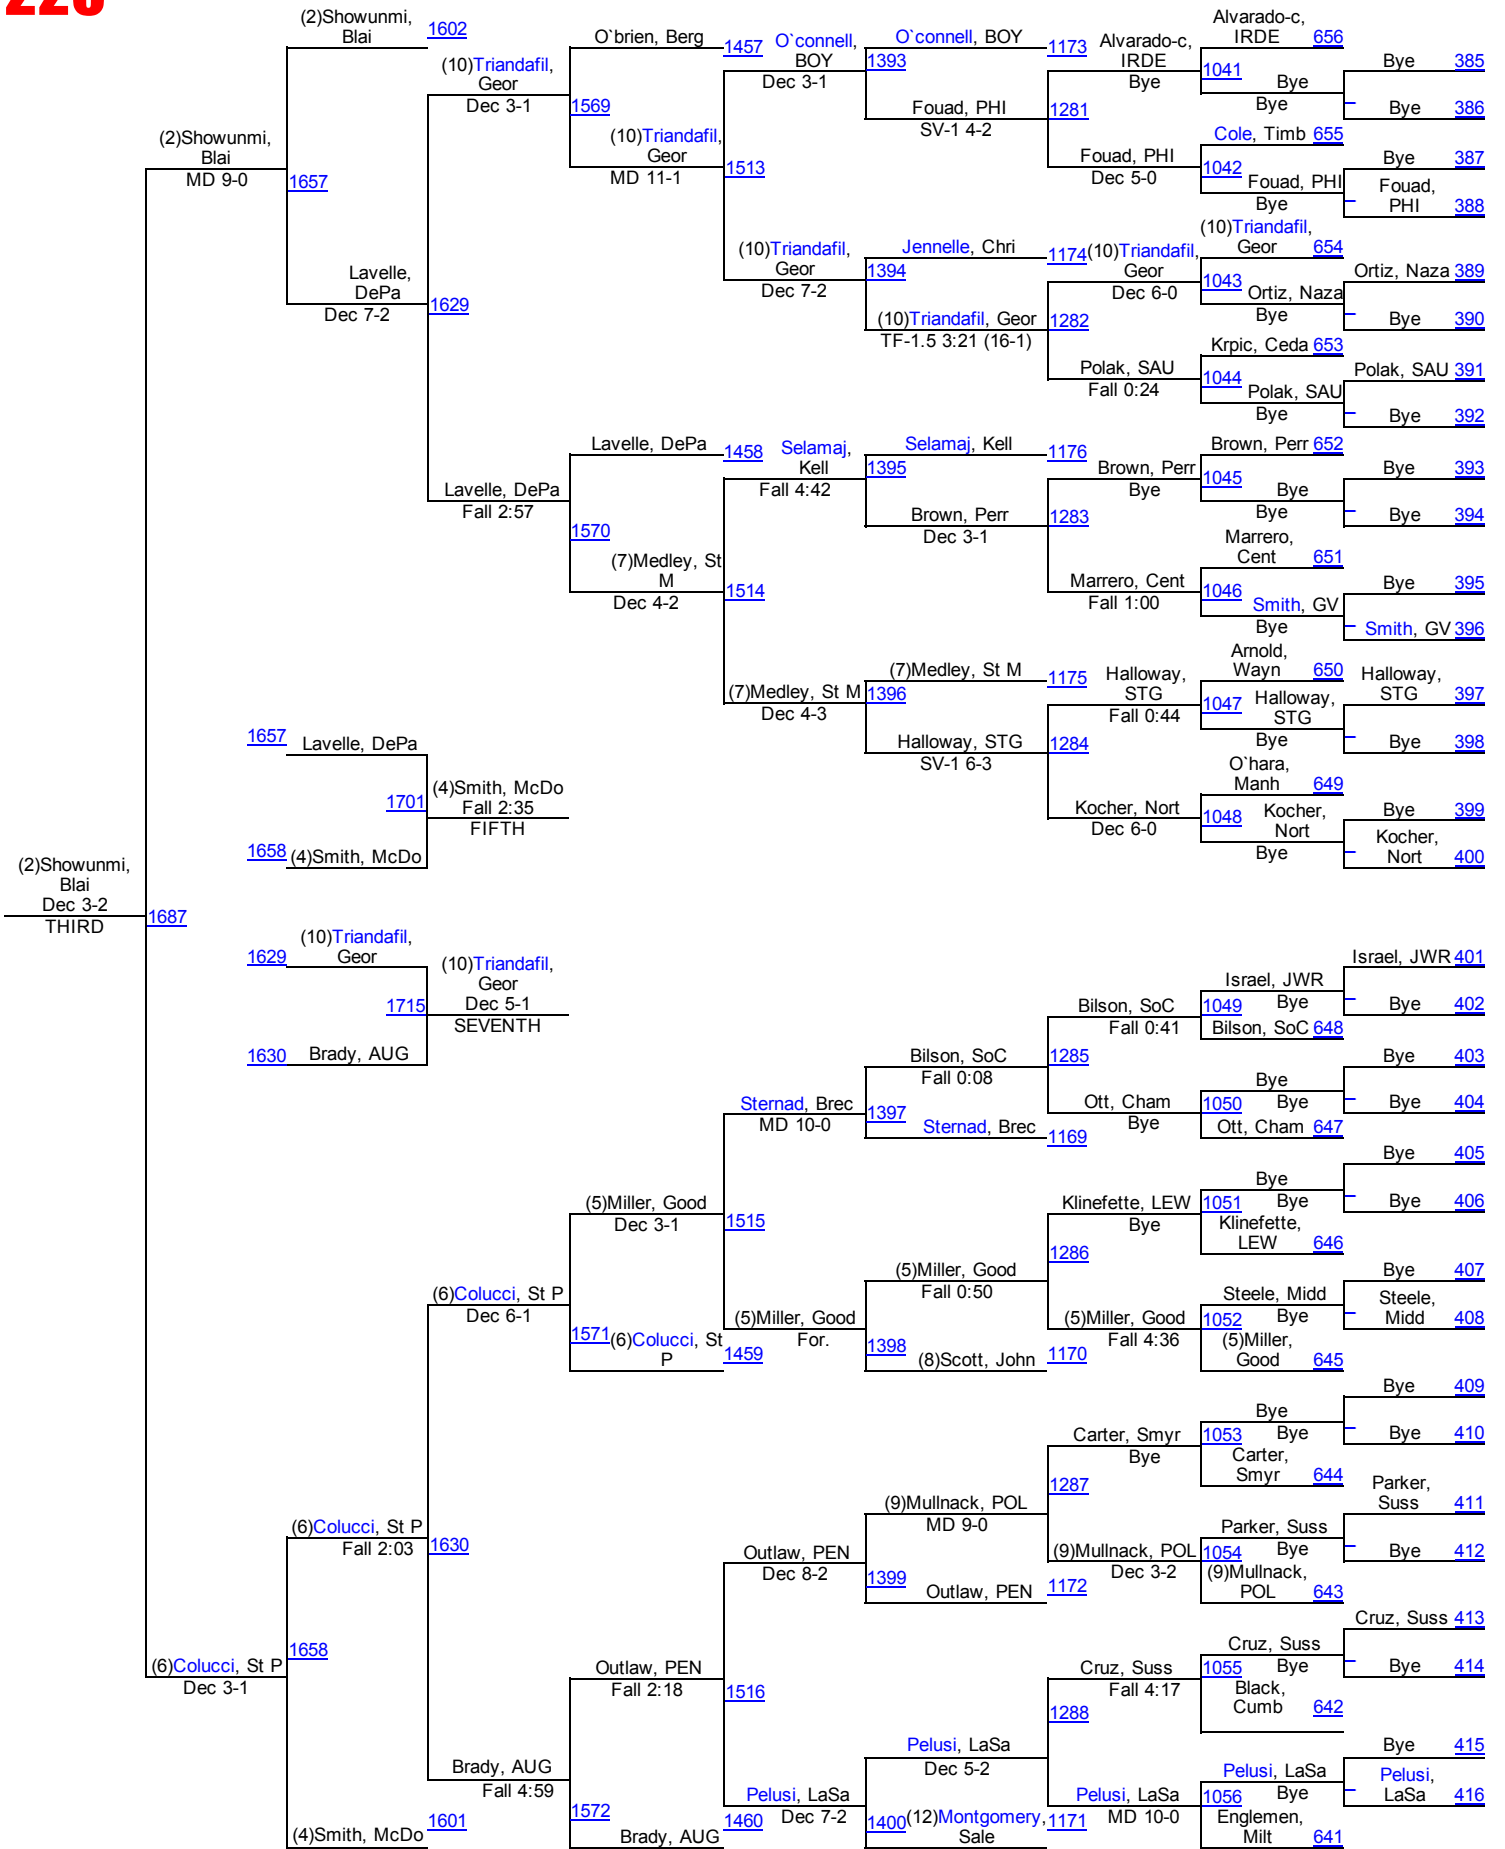 (2)Showunmi,
Blai
1602
O`brien, Berg
1457
O`connell,
BOY
Dec 3-1
O`connell, BOY
1393
1173
Alvarado-c,
IRDE
Bye
Alvarado-c,
IRDE 656
1041
Bye
Bye
Bye 385
Bye 386
(10)Triandafil,
Geor
Dec 3-1
1569
Fouad, PHI
SV-1 4-2
1281
Cole, Timb 655
Bye 387
(2)Showunmi,
Blai
MD 9-0
1657
(10)Triandafil,
Geor
MD 11-1
1513
Fouad, PHI
Dec 5-0
1042
Fouad, PHI
Bye
Fouad,
PHI 388
(10)Triandafil,
Geor
Dec 7-2
Jennelle, Chri
1394
1174
(10)Triandafil,
Geor
Dec 6-0
(10)Triandafil,
Geor 654
1043
Ortiz, Naza
Bye
Ortiz, Naza 389
Bye 390
Lavelle,
DePa
Dec 7-2
1629
(10)Triandafil, Geor
TF-1.5 3:21 (16-1)
1282
Krpic, Ceda 653
Polak, SAU
Fall 0:24
1044
Polak, SAU
Bye
Polak, SAU 391
Bye 392
Lavelle, DePa
1458
Selamaj,
Kell
Fall 4:42
Selamaj, Kell
1395
1176
Brown, Perr
Bye
Brown, Perr 652
1045
Bye
Bye
Bye 393
Bye 394
Lavelle, DePa
Fall 2:57
1570
Brown, Perr
Dec 3-1
1283
Marrero,
Cent 651
(7)Medley, St
M
Dec 4-2
1514
Marrero, Cent
Fall 1:00
1046
Smith, GV
Bye
Bye 395
Smith, GV 396
(7)Medley, St M
Dec 4-3
(7)Medley, St M
1396
1175
Halloway,
STG
Fall 0:44
Arnold,
Wayn 650
1047
Halloway,
STG
Bye
Halloway,
STG 397
Bye 398
Halloway, STG
SV-1 6-3
1284
O`hara,
Manh 649
Kocher, Nort
Dec 6-0
1048
Kocher,
Nort
Bye
Bye 399
Kocher,
Nort 400
1657
Lavelle, DePa
1701
(4)Smith, McDo
Fall 2:35
FIFTH
1658 (4)Smith, McDo
(2)Showunmi,
Blai
Dec 3-2
THIRD
1687
1629
(10)Triandafil,
Geor
1715
(10)Triandafil,
Geor
Dec 5-1
SEVENTH
1630
Brady, AUG
Israel, JWR 401
Israel, JWR
Bilson, SoC
Fall 0:41
1049
Bye
Bye 402
Bilson, SoC 648
Bilson, SoC
Fall 0:08
1285
Bye 403
Bye
Sternad, Brec
MD 10-0
1397
Ott, Cham
Bye
1050
Bye
Bye 404
Sternad, Brec
1169
Ott, Cham 647
Bye 405
Bye
(5)Miller, Good
Dec 3-1
1515
Klinefette, LEW
Bye
1051
Bye
Bye 406
Klinefette,
LEW 646
1286
(5)Miller, Good
Fall 0:50
Bye 407
(6)Colucci, St P
Dec 6-1
1571
(5)Miller, Good
For.
(5)Miller, Good
Fall 4:36
Steele, Midd
1052
Bye
Steele,
Midd 408
(6)Colucci, St
P
1459
1398
(8)Scott, John
1170
(5)Miller,
Good 645
Bye 409
Bye
Carter, Smyr
Bye
1053
Bye
Bye 410
Carter,
Smyr 644
1287
(9)Mullnack, POL
MD 9-0
Parker,
Suss 411
(6)Colucci, St P
Fall 2:03
1630
Outlaw, PEN
Dec 8-2
(9)Mullnack, POL
Dec 3-2
Parker, Suss
1054
Bye
Bye 412
1399
Outlaw, PEN
1172
(9)Mullnack,
POL 643
Cruz, Suss 413
(6)Colucci, St P
Dec 3-1
1658
Outlaw, PEN
Fall 2:18
1516
Cruz, Suss
Fall 4:17
Cruz, Suss
1055
Bye
Bye 414
Black,
Cumb 642
1288
Pelusi, LaSa
Dec 5-2
Bye 415
Brady, AUG
Fall 4:59
1572
Pelusi, LaSa
Dec 7-2
Pelusi, LaSa
MD 10-0
Pelusi, LaSa
1056
Bye
Pelusi,
LaSa 416
(4)Smith, McDo
1601
Brady, AUG
1460
1400
(12)Montgomery,
Sale
1171
Englemen,
Milt 641